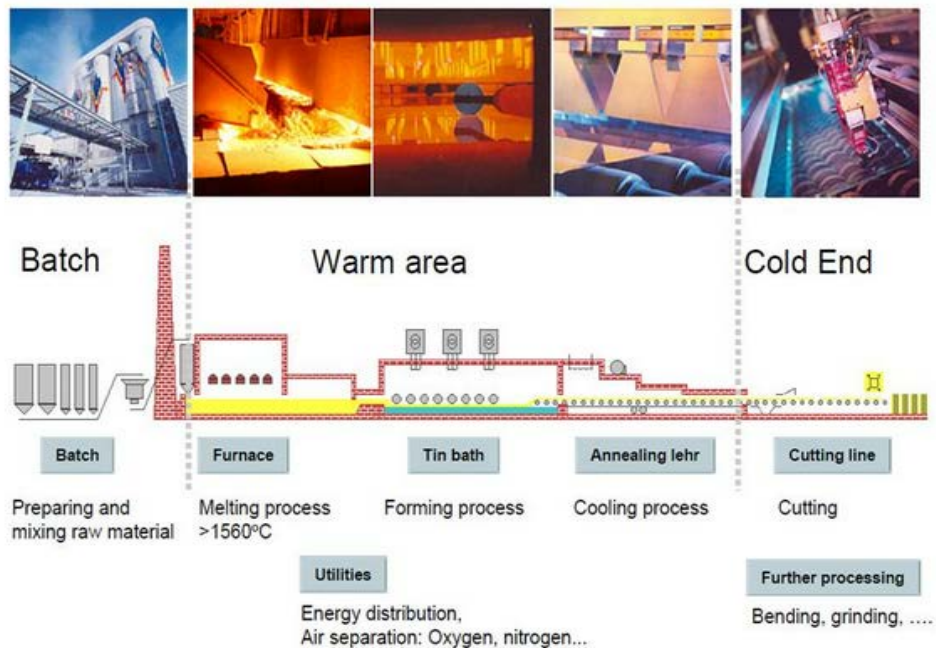 Batch
Warm area
Cold End
Batch
Furnace
Tin bath
Annealing lehr
Cutting line
Preparing and
mixing raw material
Melting process
>1560ºC
Forming process
Cooling process
Cutting
Utilities
Energy distribution,
Air separation: Oxygen, nitrogen...
Further processing
Bending, grinding, ....